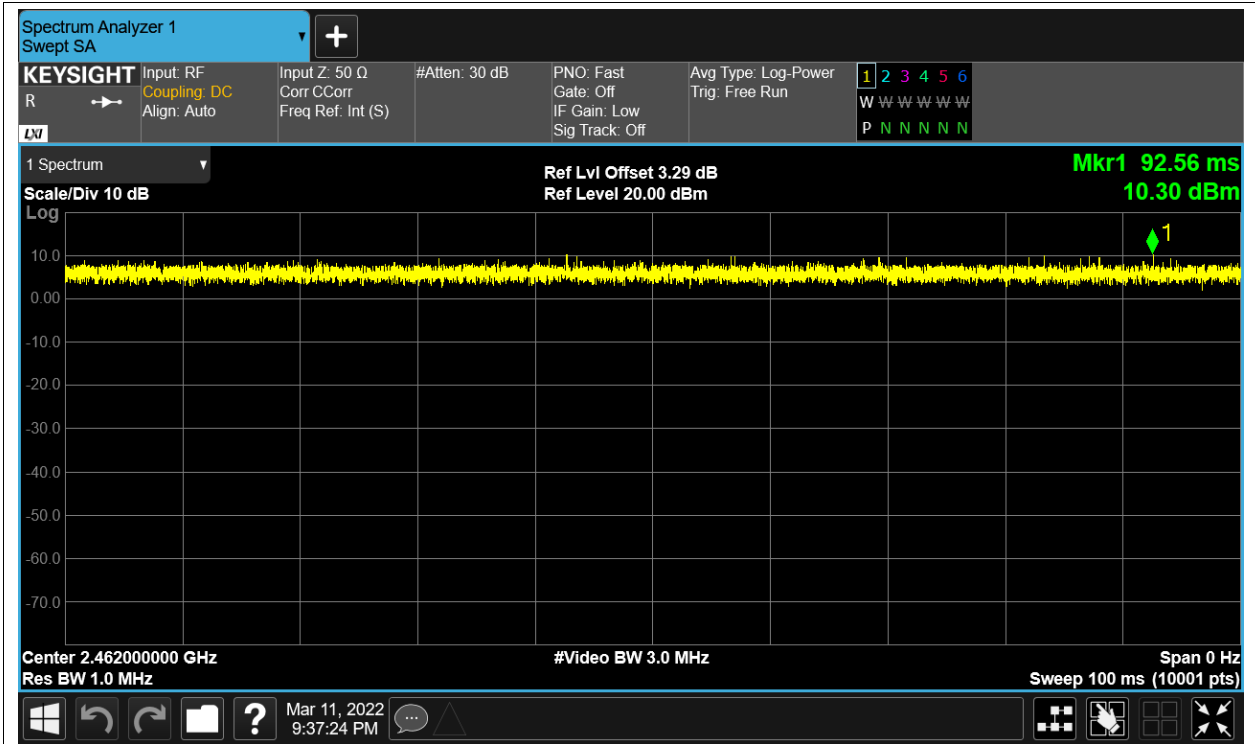 Spectrum Analyzer 1
Swept SA
KEYSIGHT
R
LXI
Input: RF
Coupling: DC
Align: Auto
Input Z: 50 Ω
Corr CCorr
Freq Ref: Int (S)
#Atten: 30 dB
PNO: Fast
Gate: Off
IF Gain: Low
Sig Track: Off
Avg Type: Log-Power
Trig: Free Run
1 2 3 4 5 6
W W W W W W
P N N N N N
1 Spectrum
Scale/Div 10 dB
Log
Ref Lvl Offset 3.29 dB
Ref Level 20.00 dBm
Mkr1 92.56 ms
10.30 dBm
1
10.0
0.00
-10.0
-20.0
-30.0
-40.0
-50.0
-60.0
-70.0
Center 2.462000000 GHz
#Video BW 3.0 MHz
Span 0 Hz
Res BW 1.0 MHz
Sweep 100 ms (10001 pts)
?
Mar 11, 2022
9:37:24 PM